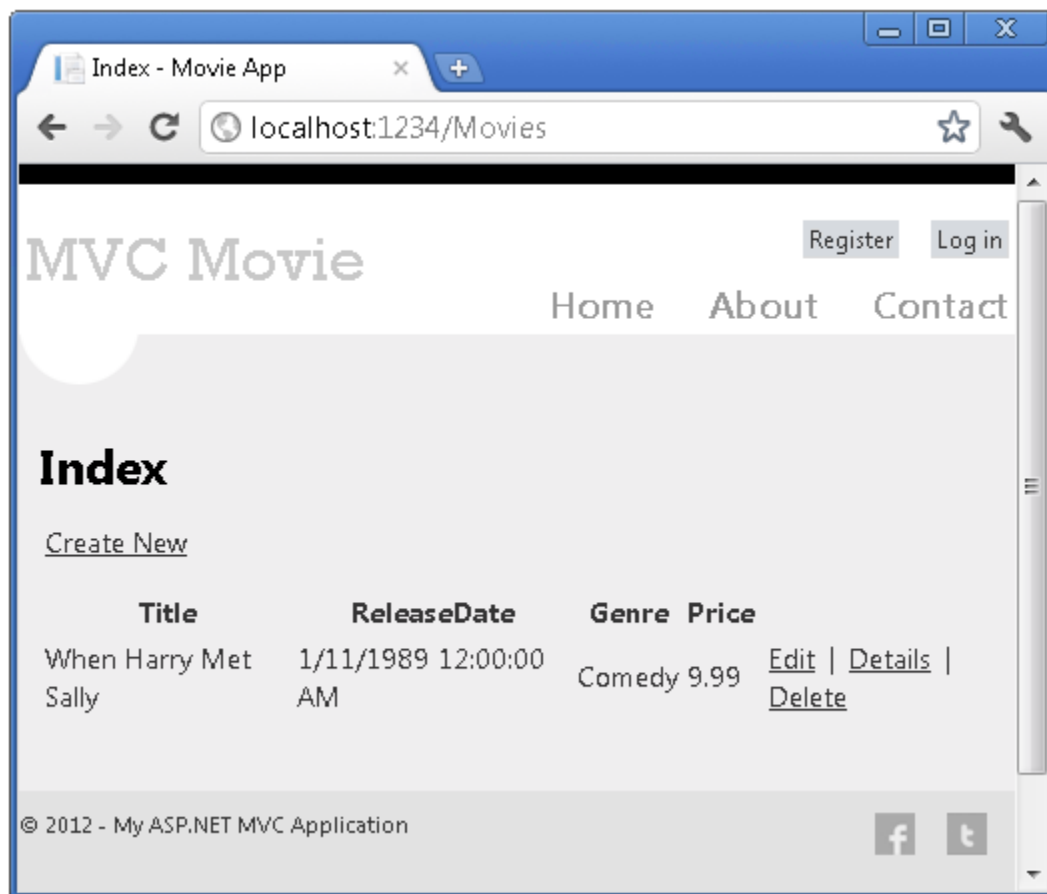 Index - Movie App
localhost:1234/Movies
MVC Movie
Register Log in
Home About Contact
Index
Create New
Title ReleaseDate Genre Price
When Harry Met Sally 1/11/1989 12:00:00 AM Comedy 9.99 Edit | Details | Delete
© 2012 - My ASP.NET MVC Application
f t